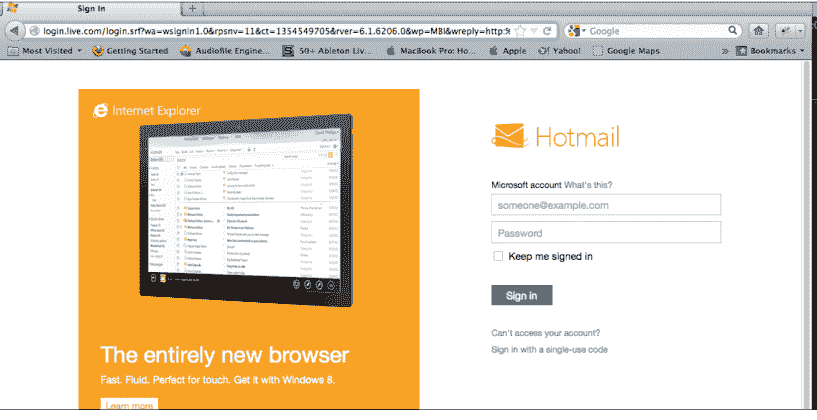 Sign In
login.live.com/login.srf?wa=wsignin1.0&rpsnv=11&ct=1354549705&rver=6.1.6206.0&wp=MBI&wreply=http:
Google
Most Visited
Getting Started
Audiofile Engine...
50+ Ableton Liv...
MacBook Pro: Ho...
Apple
Yahoo!
Google Maps
Bookmarks
Internet Explorer
The entirely new browser
Fast. Fluid. Perfect for touch. Get it with Windows 8.
Learn more
Hotmail
Microsoft account What's this?
someone@example.com
Password
Keep me signed in
Sign in
Can't access your account?
Sign in with a single-use code